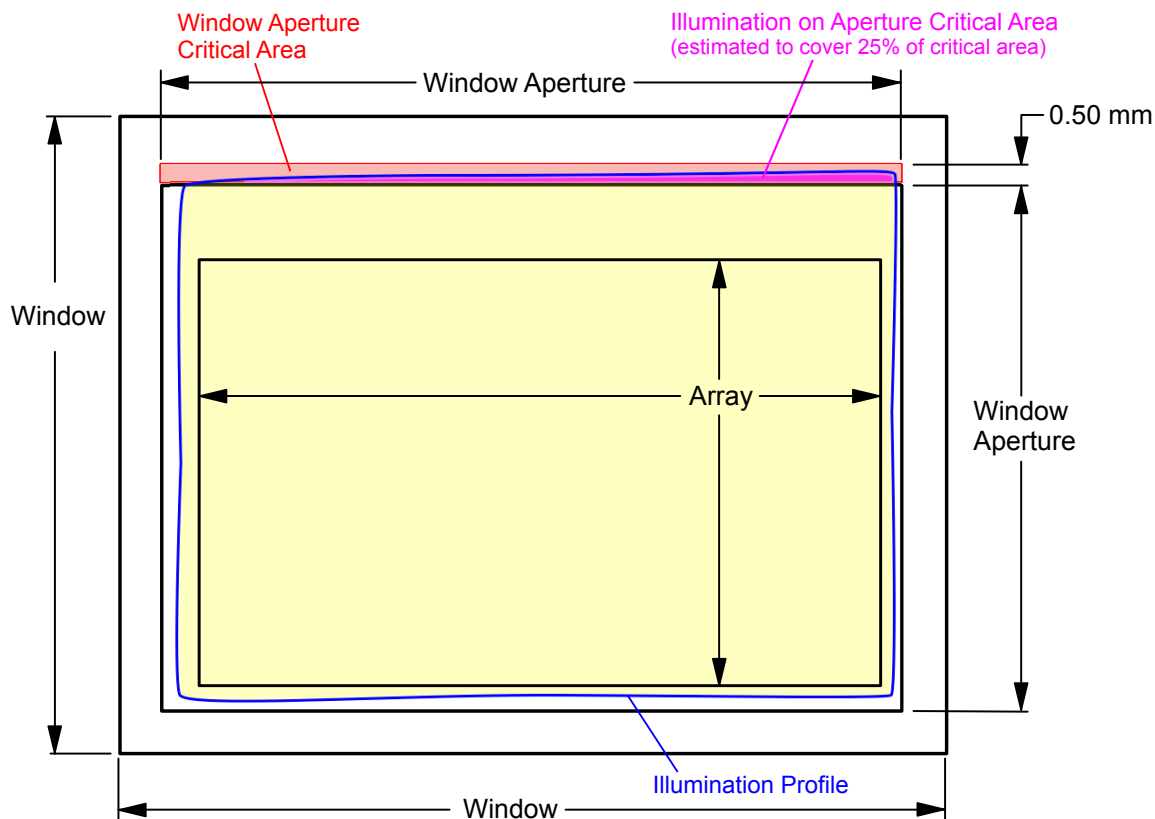 Window Aperture
Critical Area
Illumination on Aperture Critical Area
(estimated to cover 25% of critical area)
Window Aperture
0.50 mm
Window
Array
Window
Aperture
Illumination Profile
Window